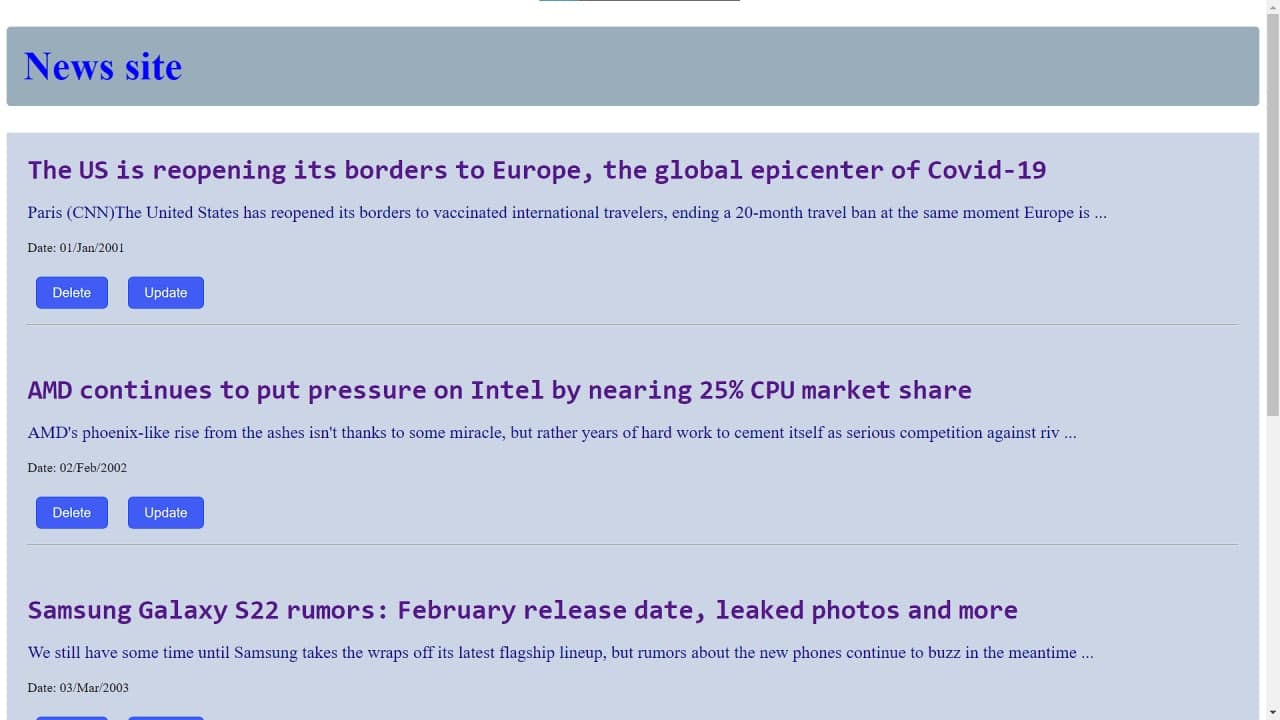 News site
The US is reopening its borders to Europe, the global epicenter of Covid-19
Paris (CNN)The United States has reopened its borders to vaccinated international travelers, ending a 20-month travel ban at the same moment Europe is ...
Date: 01/Jan/2001
Delete Update
AMD continues to put pressure on Intel by nearing 25% CPU market share
AMD's phoenix-like rise from the ashes isn't thanks to some miracle, but rather years of hard work to cement itself as serious competition against riv ...
Date: 02/Feb/2002
Delete Update
Samsung Galaxy S22 rumors: February release date, leaked photos and more
We still have some time until Samsung takes the wraps off its latest flagship lineup, but rumors about the new phones continue to buzz in the meantime ...
Date: 03/Mar/2003